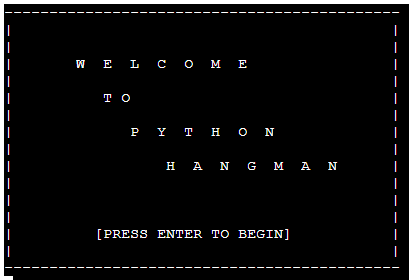 W E L C O M E
T O
P Y T H O N
H A N G M A N
[PRESS ENTER TO BEGIN]